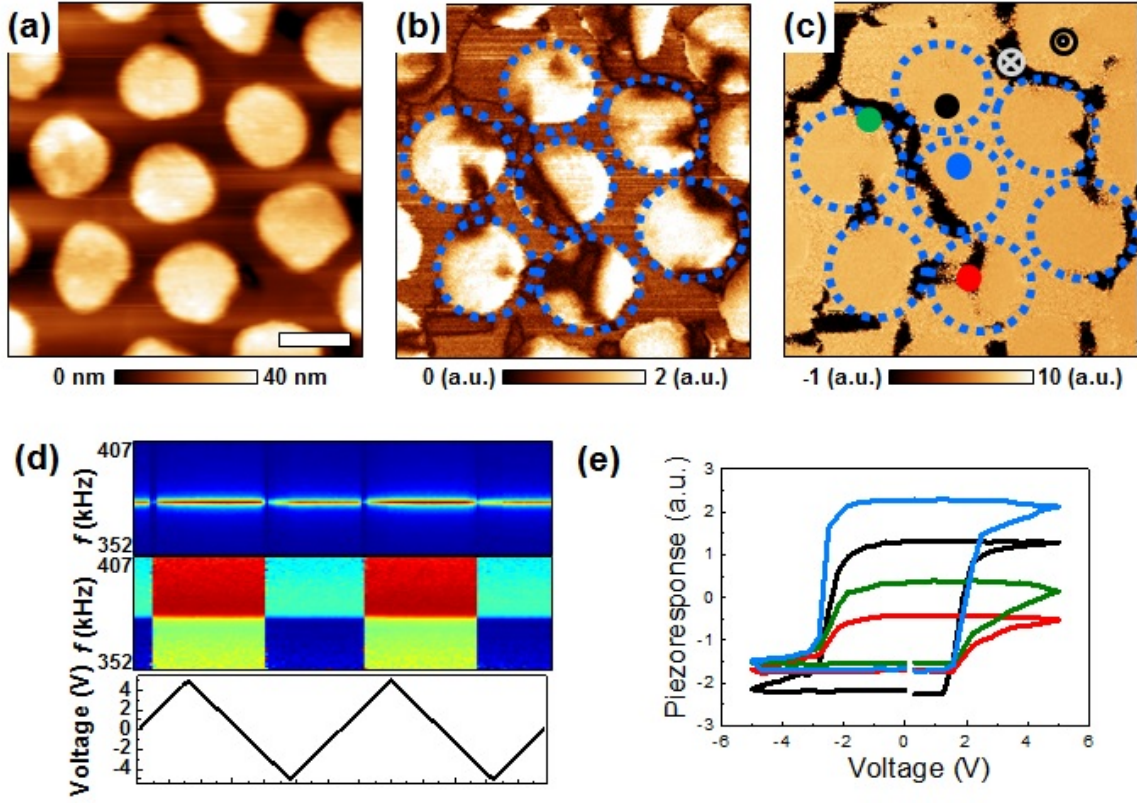 (a)
(b)
(c)
0 nm 40 nm
0 (a.u.) 2 (a.u.)
-1 (a.u.) 10 (a.u.)
(d)
407
f (kHz)
352
407
f (kHz)
352
Voltage (V)
4
2
0
-2
-4
(e)
Piezoresponse (a.u.)
3
2
1
0
-1
-2
-3
-6 -4 -2 0 2 4 6
Voltage (V)